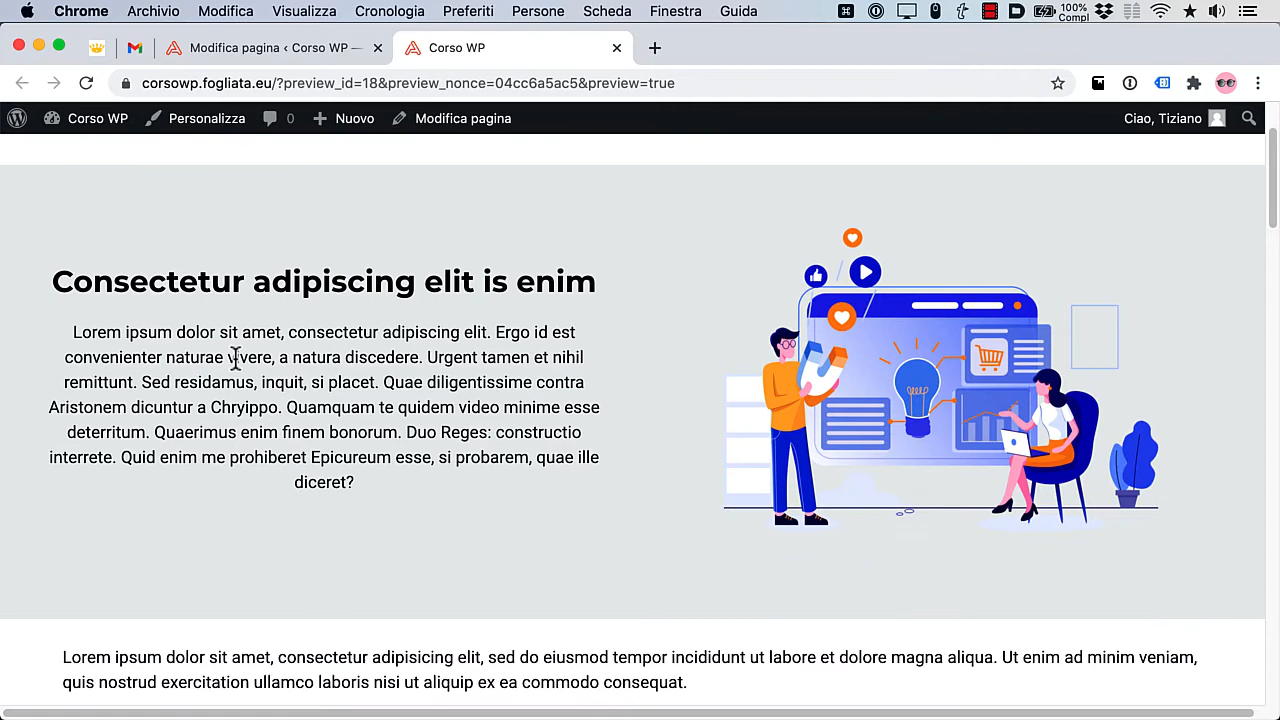 Chrome Archivio Modifica Visualizza Cronologia Preferiti Persone Scheda Finestra Guida 100% Compl
Modifica pagina ‹ Corso WP — Corso WP
corsowp.fogliata.eu/?preview_id=18&preview_nonce=04cc6a5ac5&preview=true
Corso WP Personalizza 0 Nuovo Modifica pagina Ciao, Tiziano
Consectetur adipiscing elit is enim
Lorem ipsum dolor sit amet, consectetur adipiscing elit. Ergo id est
convenienter naturae vivere, a natura discedere. Urgent tamen et nihil
remittunt. Sed residamus, inquit, si placet. Quae diligentissime contra
Aristonem dicuntur a Chryippo. Quamquam te quidem video minime esse
deterritum. Quaerimus enim finem bonorum. Duo Reges: constructio
interrete. Quid enim me prohiberet Epicureum esse, si probarem, quae ille
diceret?
Lorem ipsum dolor sit amet, consectetur adipisicing elit, sed do eiusmod tempor incididunt ut labore et dolore magna aliqua. Ut enim ad minim veniam,
quis nostrud exercitation ullamco laboris nisi ut aliquip ex ea commodo consequat.